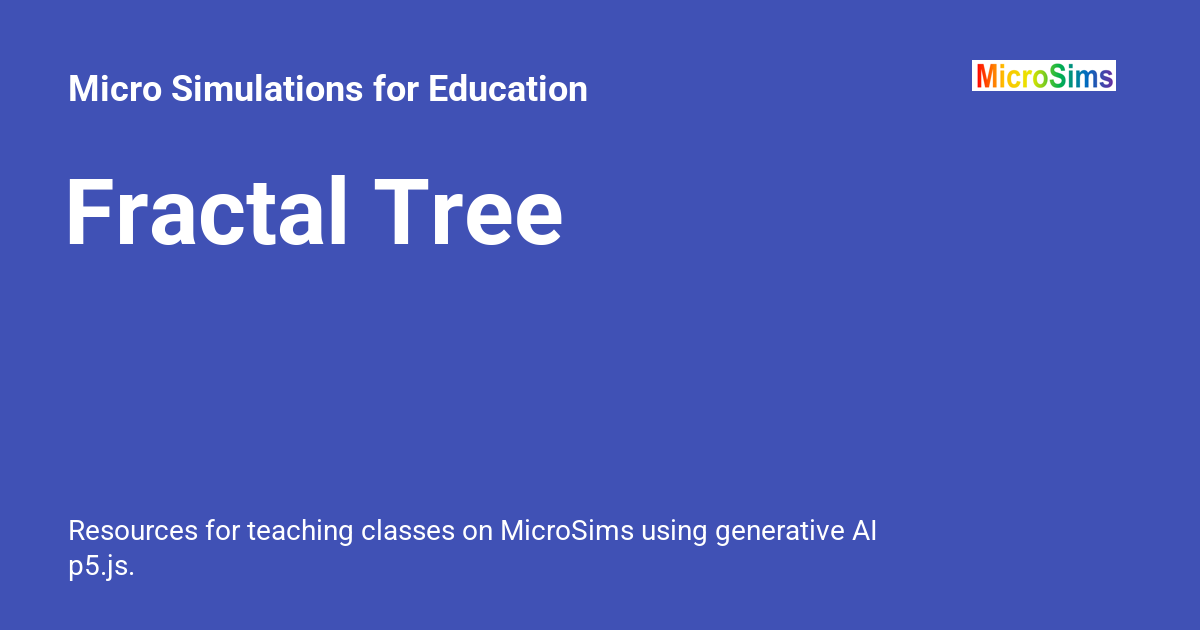 Micro Simulations for Education
MicroSims
Fractal Tree
Resources for teaching classes on MicroSims using generative AI
p5.js.